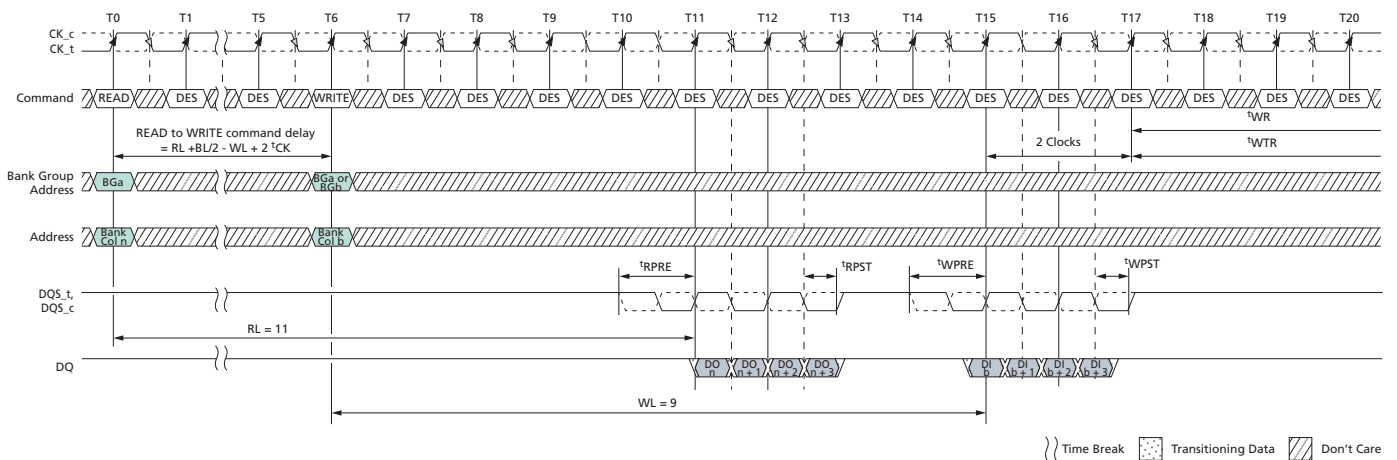 T0 T1 T5 T6 T7 T8 T9 T10 T11 T12 T13 T14 T15 T16 T17 T18 T19 T20
CK_c
CK_t
Command READ DES DES WRITE DES DES DES DES DES DES DES DES DES DES DES DES DES DES
READ to WRITE command delay
= RL +BL/2 - WL + 2 tCK
2 Clocks
tWR
tWTR
Bank Group
Address
BGa
BGa or
BGb
Address
Bank
Col n
Bank
Col b
tRPRE tRPST tWPRE tWPST
DQS_t,
DQS_c
RL = 11
DQ
DO
n
DO
n + 1
DO
n + 2
DO
n + 3
DI
b
DI
b + 1
DI
b + 2
DI
b + 3
WL = 9
Time Break Transitioning Data Don't Care